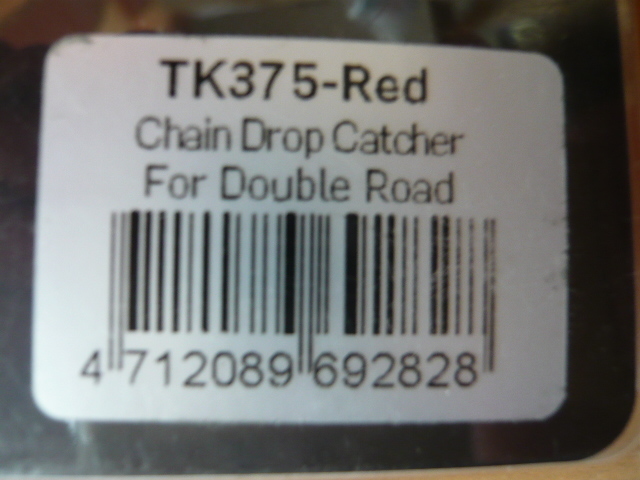 TK375-Red
Chain Drop Catcher
For Double Road
4 712089 692828